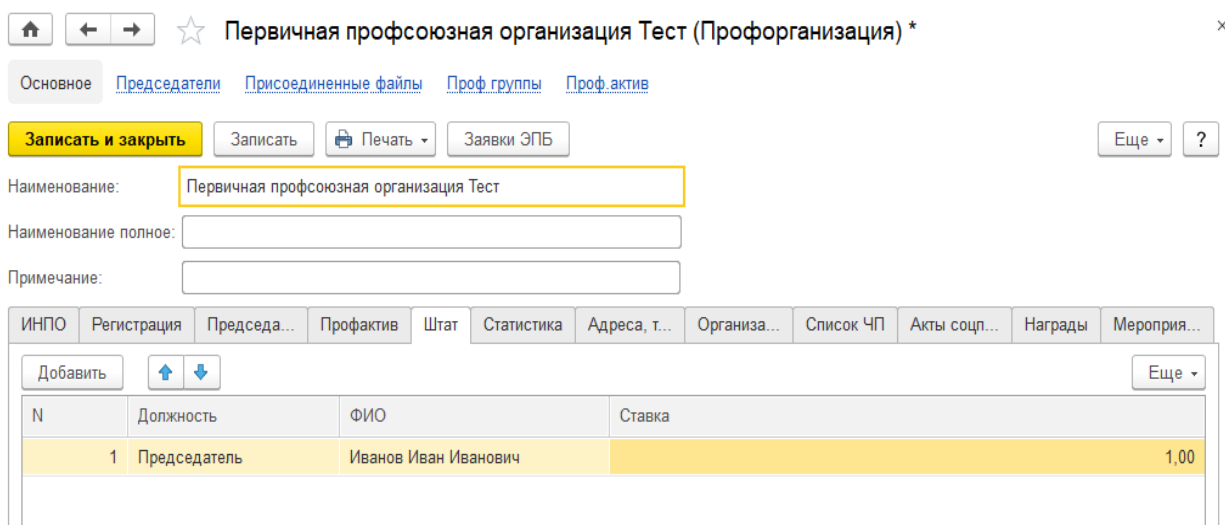 Первичная профсоюзная организация Тест (Профорганизация) *
Основное Председатели Присоединенные файлы Проф группы Проф.актив
Записать и закрыть Записать Печать Заявки ЭПБ Еще ?
Наименование: Первичная профсоюзная организация Тест
Наименование полное:
Примечание:
ИНПО Регистрация Председа... Профактив Штат Статистика Адреса, т... Организа... Список ЧП Акты соцп... Награды Мероприя...
Добавить Еще
N Должность ФИО Ставка
1 Председатель Иванов Иван Иванович 1,00